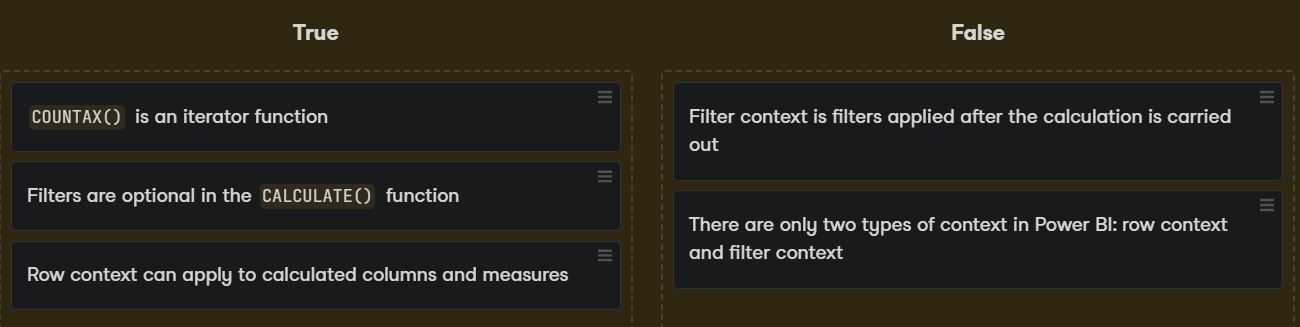 True
False
COUNTAX() is an iterator function
Filters are optional in the CALCULATE() function
Row context can apply to calculated columns and measures
Filter context is filters applied after the calculation is carried
out
There are only two types of context in Power BI: row context
and filter context